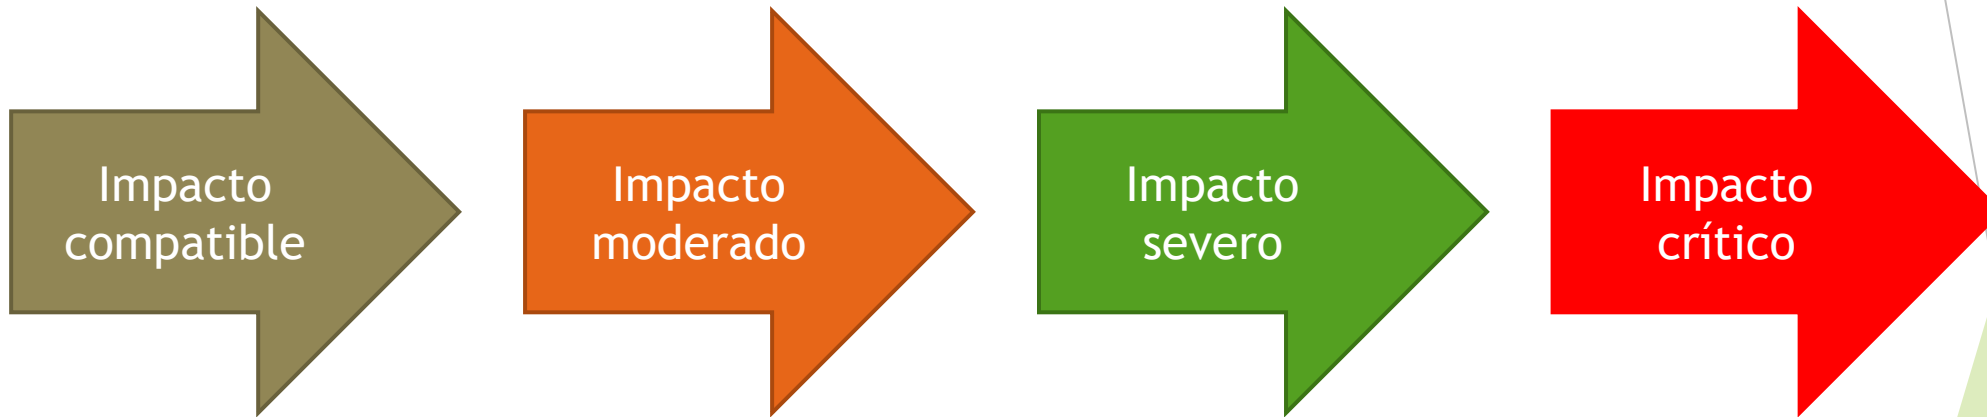 Impacto
compatible
Impacto
moderado
Impacto
severo
Impacto
crítico